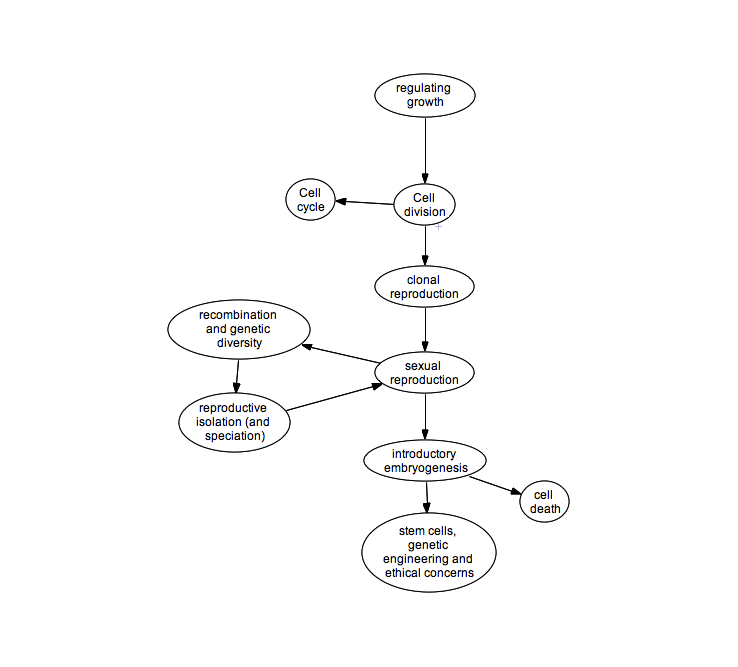 regulating
growth
Cell
cycle
Cell
division
clonal
reproduction
recombination
and genetic
diversity
sexual
reproduction
reproductive
isolation (and
speciation)
introductory
embryogenesis
cell
death
stem cells,
genetic
engineering and
ethical concerns